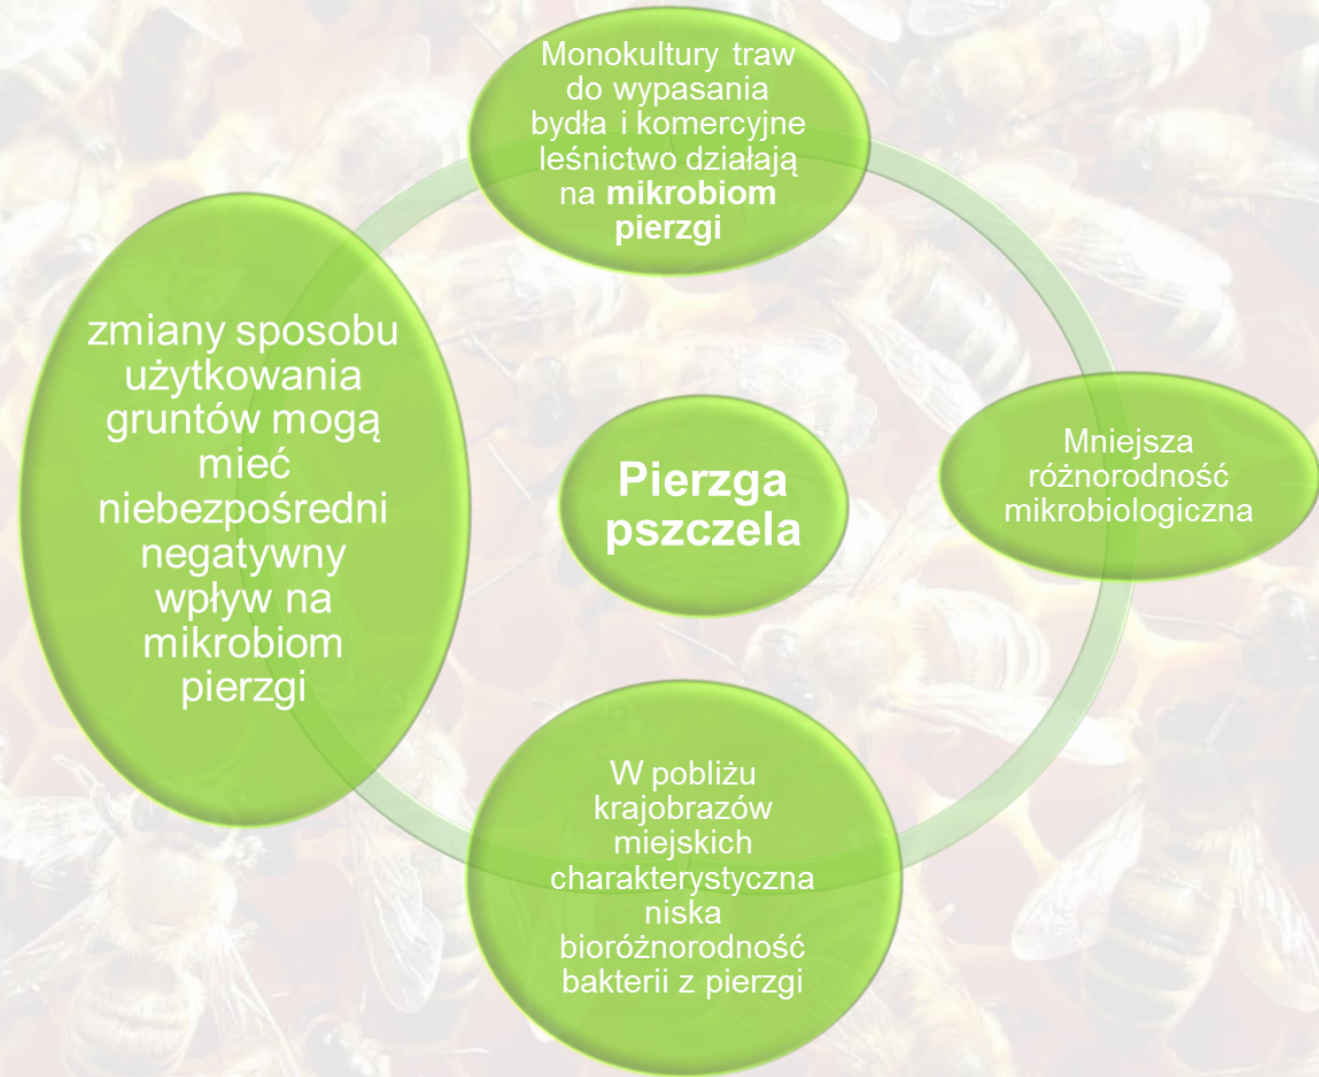 Monokultury traw
do wypasania
bydła i komercyjne
leśnictwo działają
na mikrobiom
pierzgi
zmiany sposobu
użytkowania
gruntów mogą
mieć
niebezpośredni
negatywny
wpływ na
mikrobiom
pierzgi
Pierzga
pszczela
Mniejsza
różnorodność
mikrobiologiczna
W pobliżu
krajobrazów
miejskich
charakterystyczna
niska
bioróżnorodność
bakterii z pierzgi